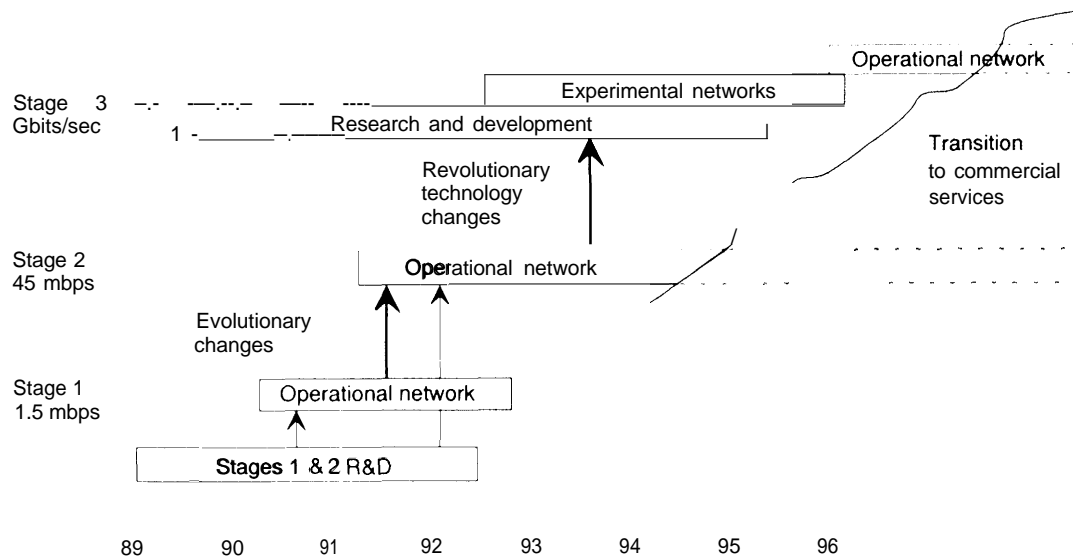 Operational network
Experimental networks
Stage 3
Gbits/sec
1
Research and development
Transition
to commercial
services
Revolutionary
technology
changes
Stage 2
45 mbps
Operational network
Evolutionary
changes
Stage 1
1.5 mbps
Operational network
Stages 1 & 2 R&D
89 90 91 92 93 94 95 96